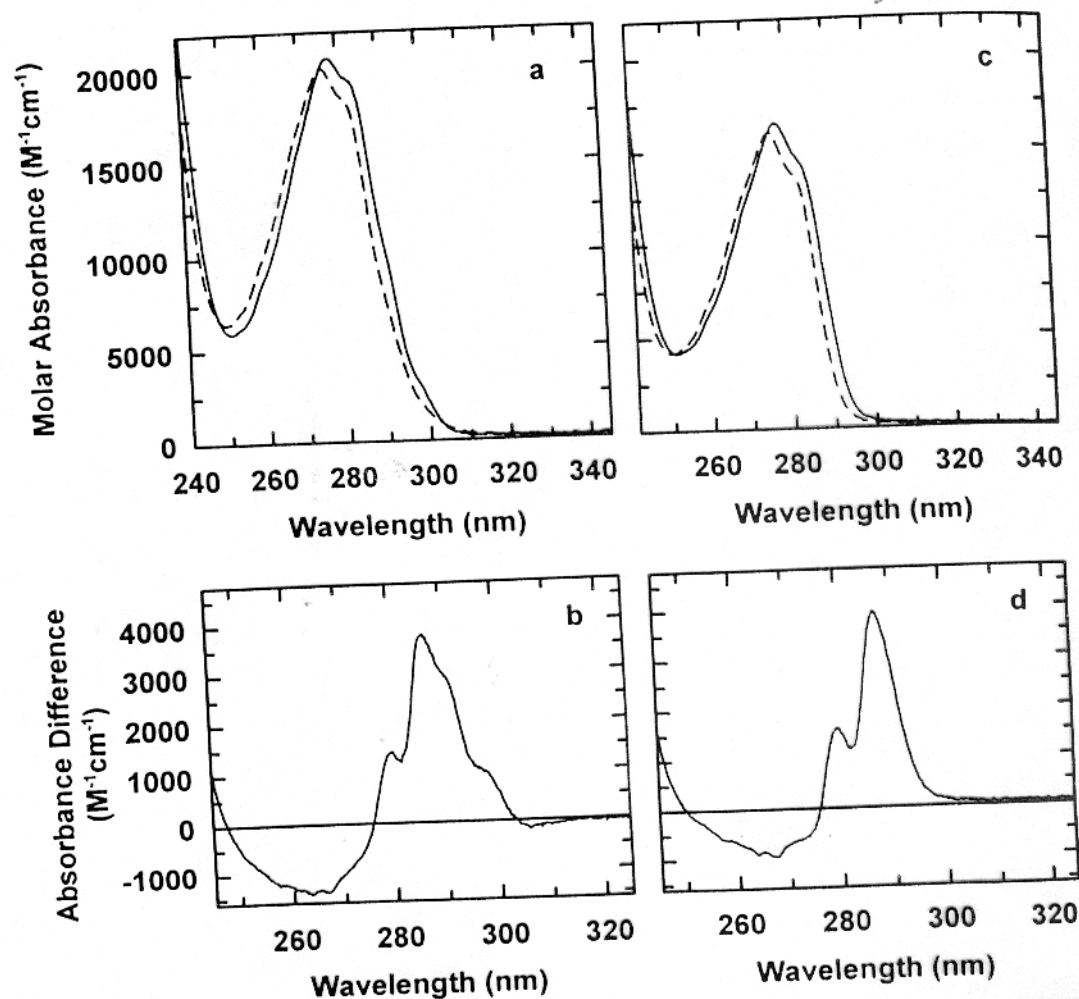 a
c
Molar Absorbance (M⁻¹cm⁻¹)
20000
15000
10000
5000
0
240 260 280 300 320 340
260 280 300 320 340
Wavelength (nm)
Wavelength (nm)
b
d
Absorbance Difference
(M⁻¹cm⁻¹)
4000
3000
2000
1000
0
-1000
260 280 300 320
260 280 300 320
Wavelength (nm)
Wavelength (nm)